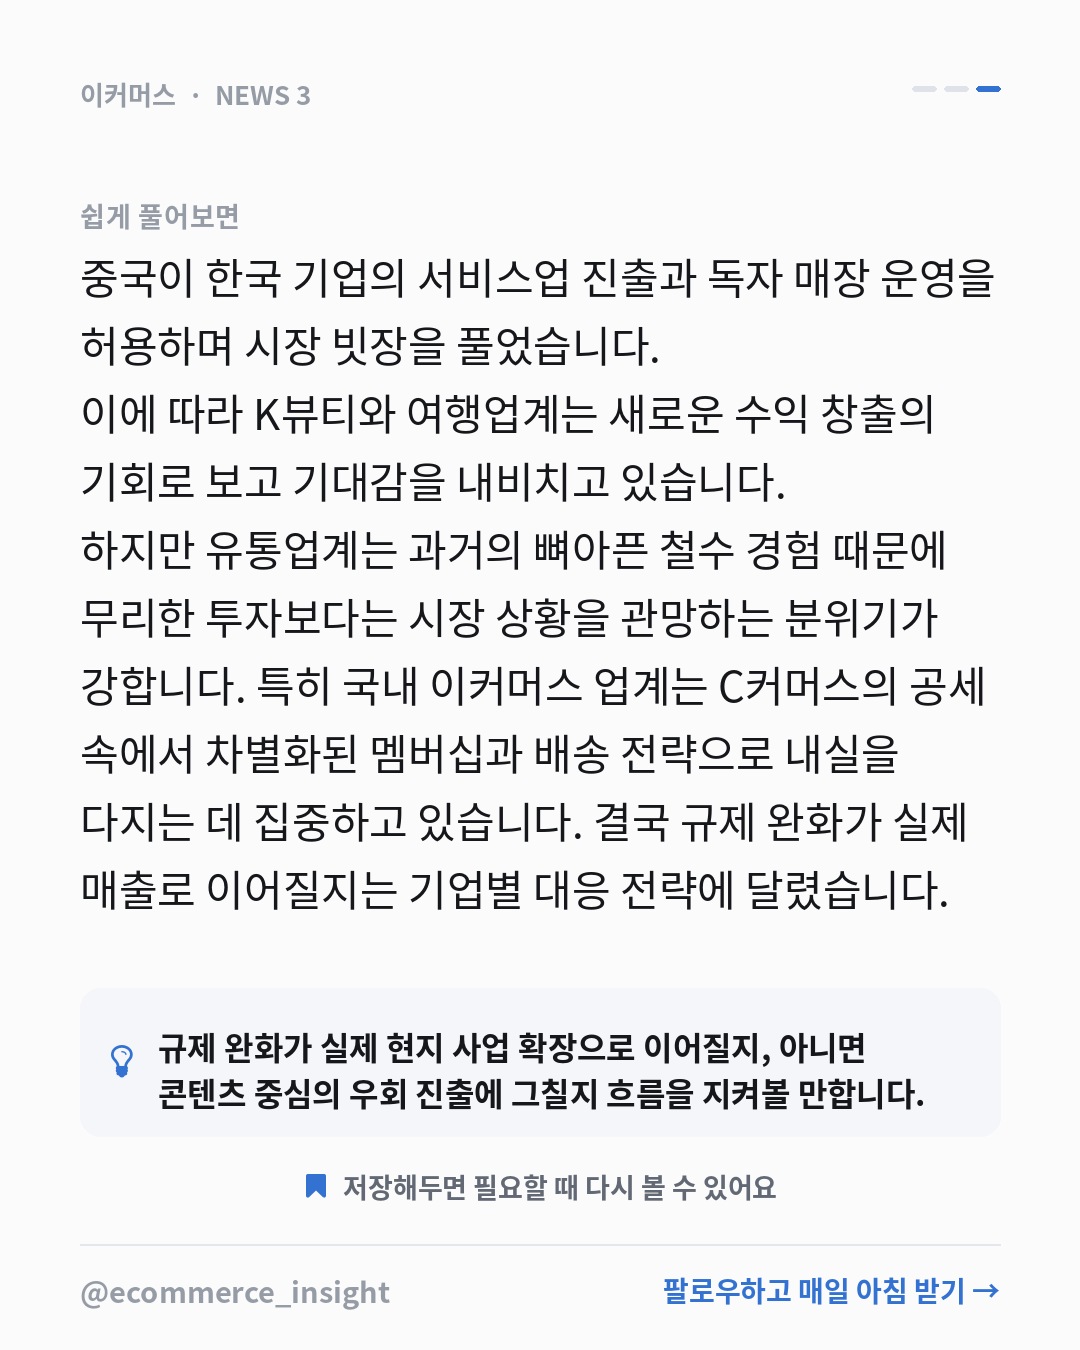 이커머스 · NEWS 3
쉽게 풀어보면
중국이 한국 기업의 서비스업 진출과 독자 매장 운영을
허용하며 시장 빗장을 풀었습니다.
이에 따라 K뷰티와 여행업계는 새로운 수익 창출의
기회로 보고 기대감을 내비치고 있습니다.
하지만 유통업계는 과거의 뼈아픈 철수 경험 때문에
무리한 투자보다는 시장 상황을 관망하는 분위기가
강합니다. 특히 국내 이커머스 업계는 C커머스의 공세
속에서 차별화된 멤버십과 배송 전략으로 내실을
다지는 데 집중하고 있습니다. 결국 규제 완화가 실제
매출로 이어질지는 기업별 대응 전략에 달렸습니다.
규제 완화가 실제 현지 사업 확장으로 이어질지, 아니면
콘텐츠 중심의 우회 진출에 그칠지 흐름을 지켜볼 만합니다.
저장해두면 필요할 때 다시 볼 수 있어요
@ecommerce_insight
팔로우하고 매일 아침 받기 →